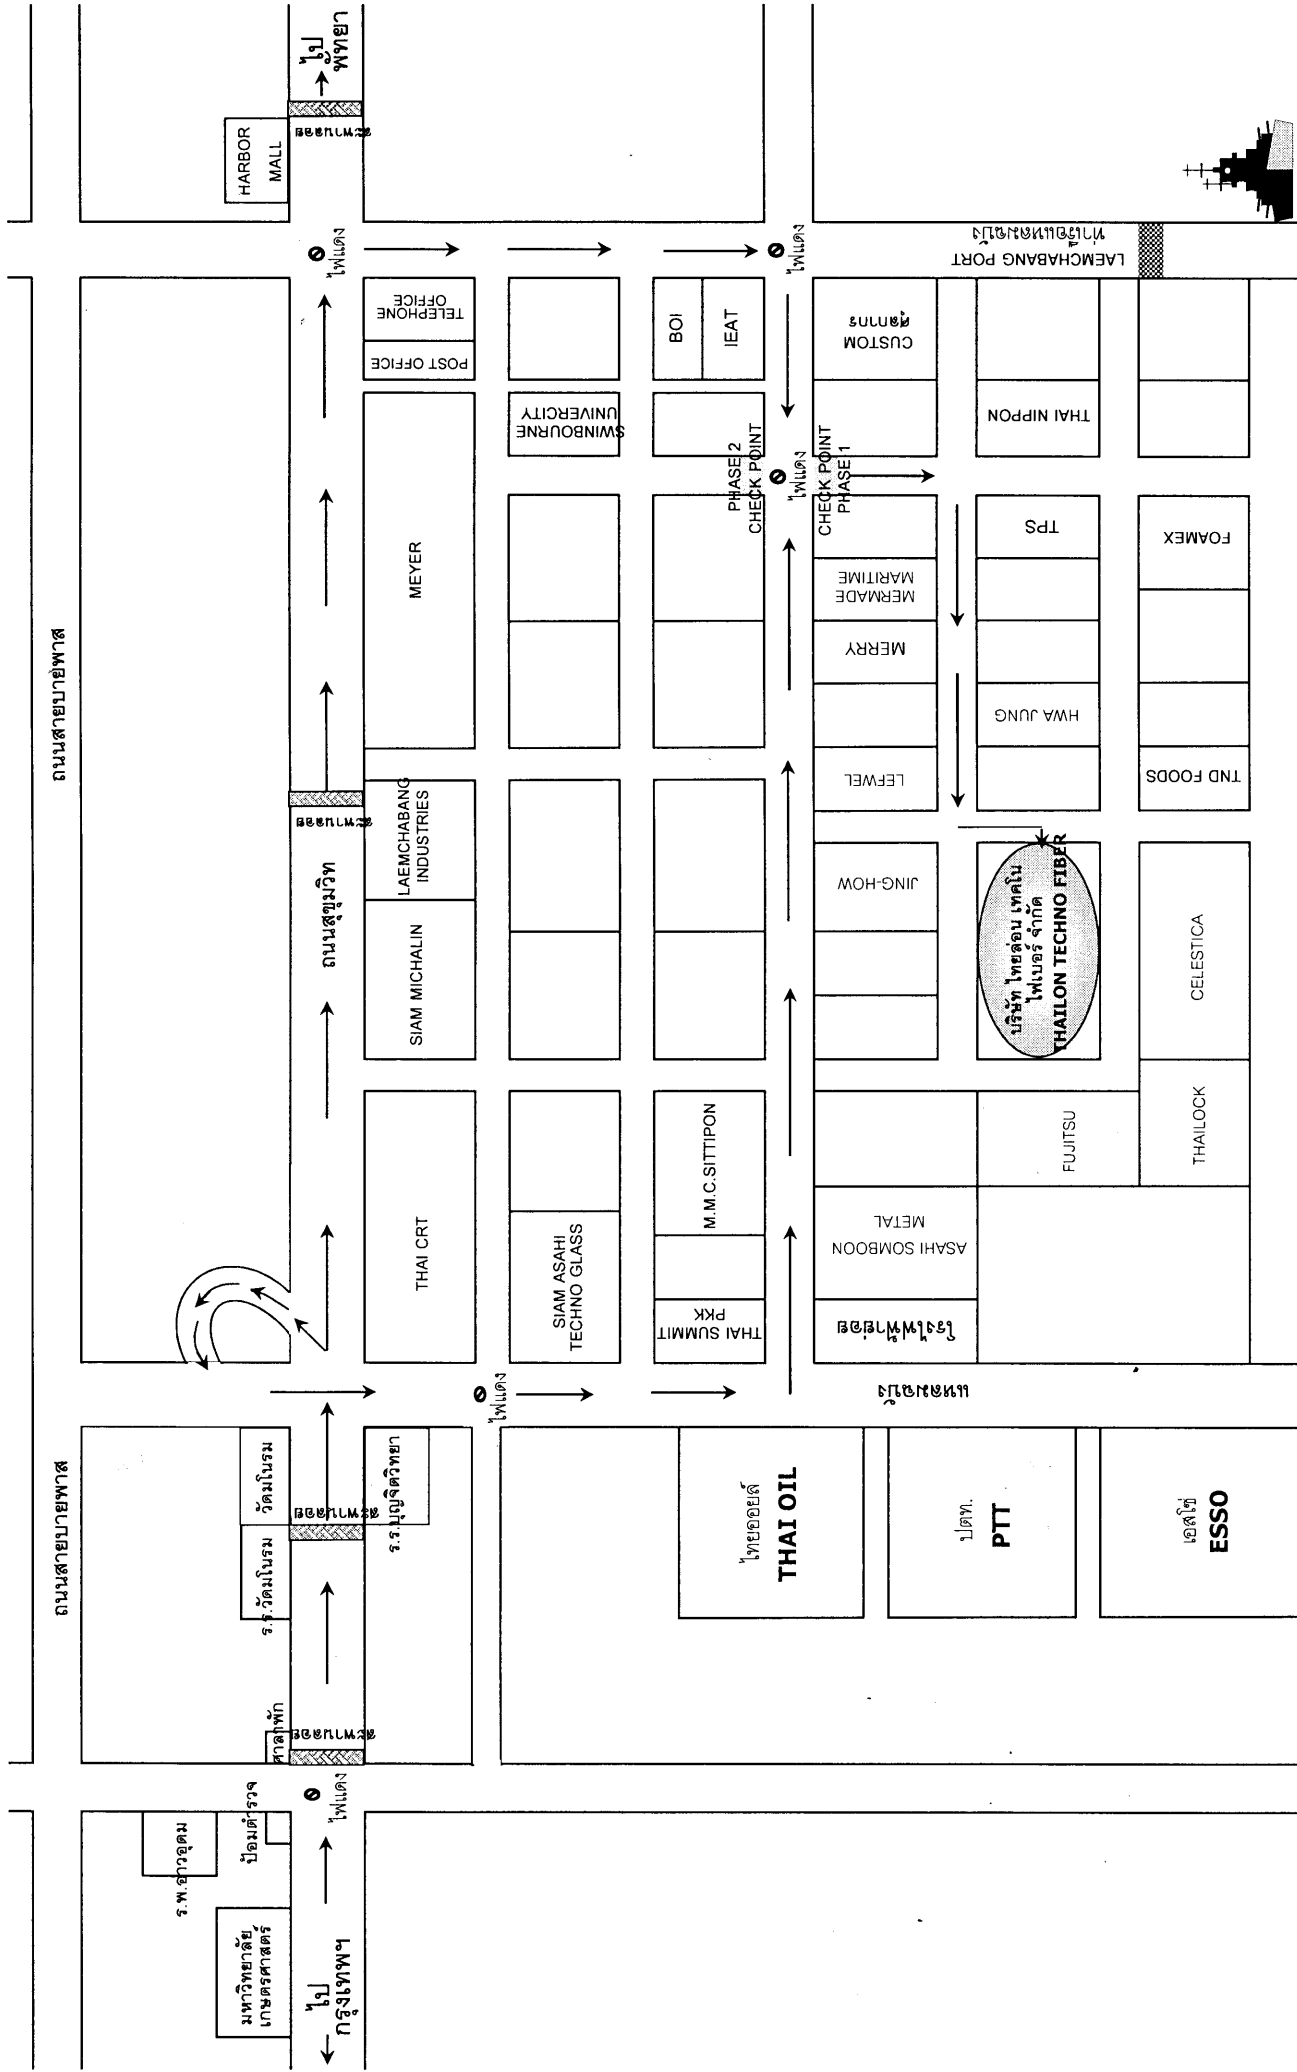 ถนนสายบายพาส
ถนนสายบายพาส
มหาวิทยาลัย
เกษตรศาสตร์
ร.พ.อ่าวอุดม
ป้อมตำรวจ
ศาลาพัก
ร.ร.วัดมโนรม
วัดมโนรม
HARBOR
MALL
ไป
กรุงเทพฯ
ไฟแดง
สะพานลอย
สะพานลอย
ถนนสุขุมวิท
สะพานลอย
ไฟแดง
สะพานลอย
ไป
พัทยา
ร.ร.บุญจิตวิทยา
ไฟแดง
THAI CRT
SIAM MICHALIN
LAEMCHABANG
INDUSTRIES
MEYER
POST OFFICE
TELEPHONE
OFFICE
SIAM ASAHI
TECHNO GLASS
SWINBOURNE
UNIVERCITY
THAI SUMMIT
PKK
M.M.C.SITTIPON
BOI
IEAT
PHASE 2
CHECK POINT
ไฟแดง
ไฟแดง
CHECK POINT
PHASE 1
ไทยออยล์
THAI OIL
ปตท.
PTT
เอสโซ่
ESSO
แหลมฉบัง
โรงไฟฟ้าย่อย
ASAHI SOMBOON
METAL
JING-HOW
LEFWEL
MERRY
MERMADE
MARITIME
CUSTOM
ศุลกากร
FUJITSU
บริษัท ไทยล่อน เทคโน
ไฟเบอร์ จำกัด
THAILON TECHNO FIBER
HWA JUNG
TPS
THAI NIPPON
THAILOCK
CELESTICA
TND FOODS
FOAMEX
LAEMCHABANG PORT
ท่าเรือแหลมฉบัง